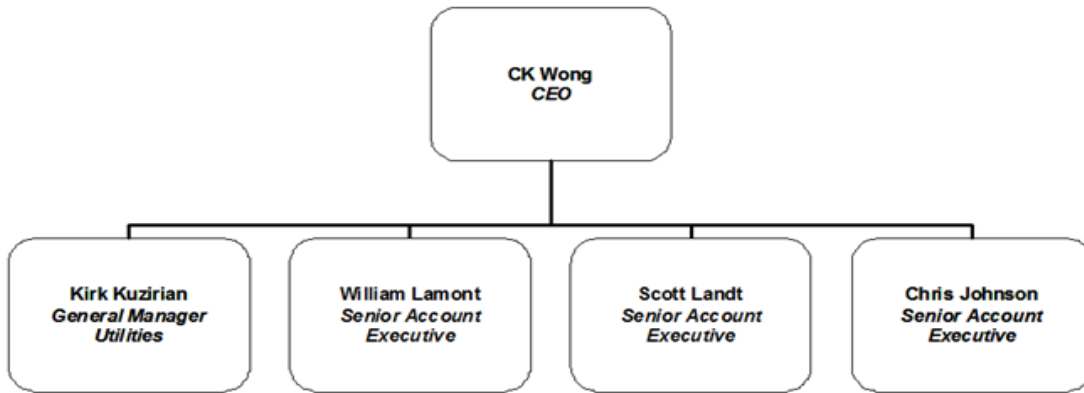 CK Wong
CEO
Kirk Kuzirian
General Manager
Utilities
William Lamont
Senior Account
Executive
Scott Landt
Senior Account
Executive
Chris Johnson
Senior Account
Executive